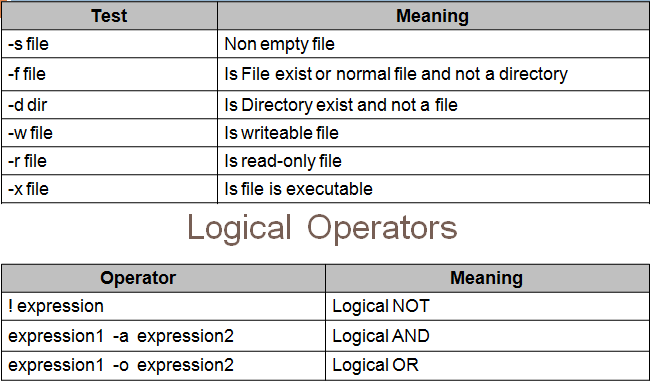 Test Meaning
-s file Non empty file
-f file Is File exist or normal file and not a directory
-d dir Is Directory exist and not a file
-w file Is writeable file
-r file Is read-only file
-x file Is file is executable
Logical Operators
Operator Meaning
! expression Logical NOT
expression1 -a expression2 Logical AND
expression1 -o expression2 Logical OR